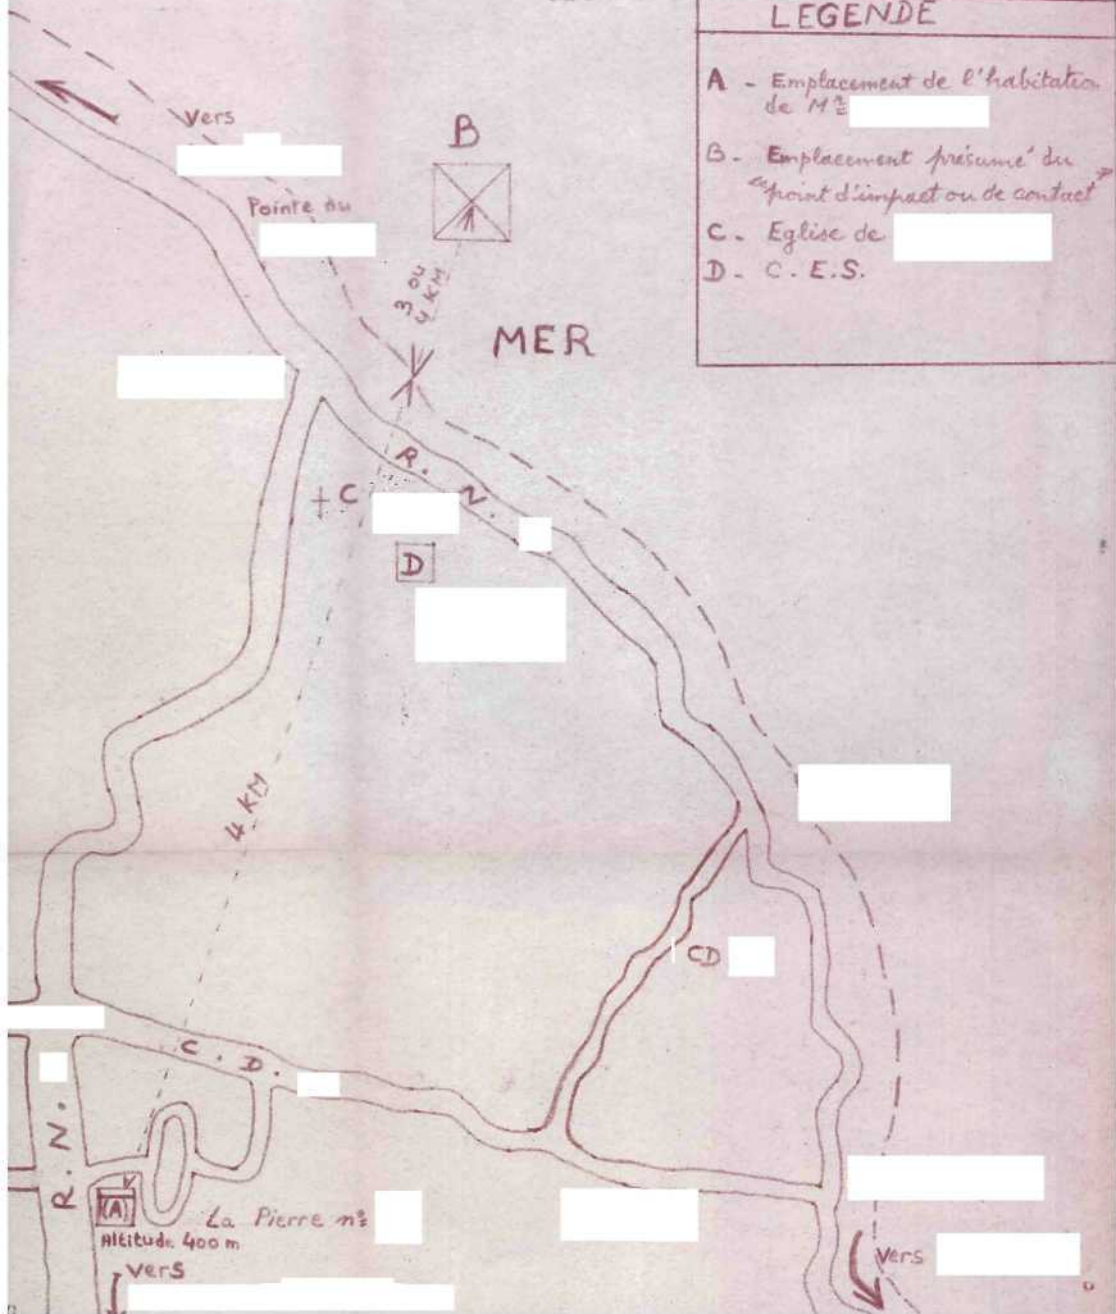 LEGENDE
A - Emplacement de l'habitation
de Mr
B - Emplacement présumé du
"point d'impact ou de contact"
C - Eglise de
D - C.E.S.
Vers
B
Pointe du
3 ou
4 KM
MER
R. N.
C
D
4 KM
CD
C. D.
R. N.
(A)
La Pierre n°
Altitude 400 m
Vers
Vers